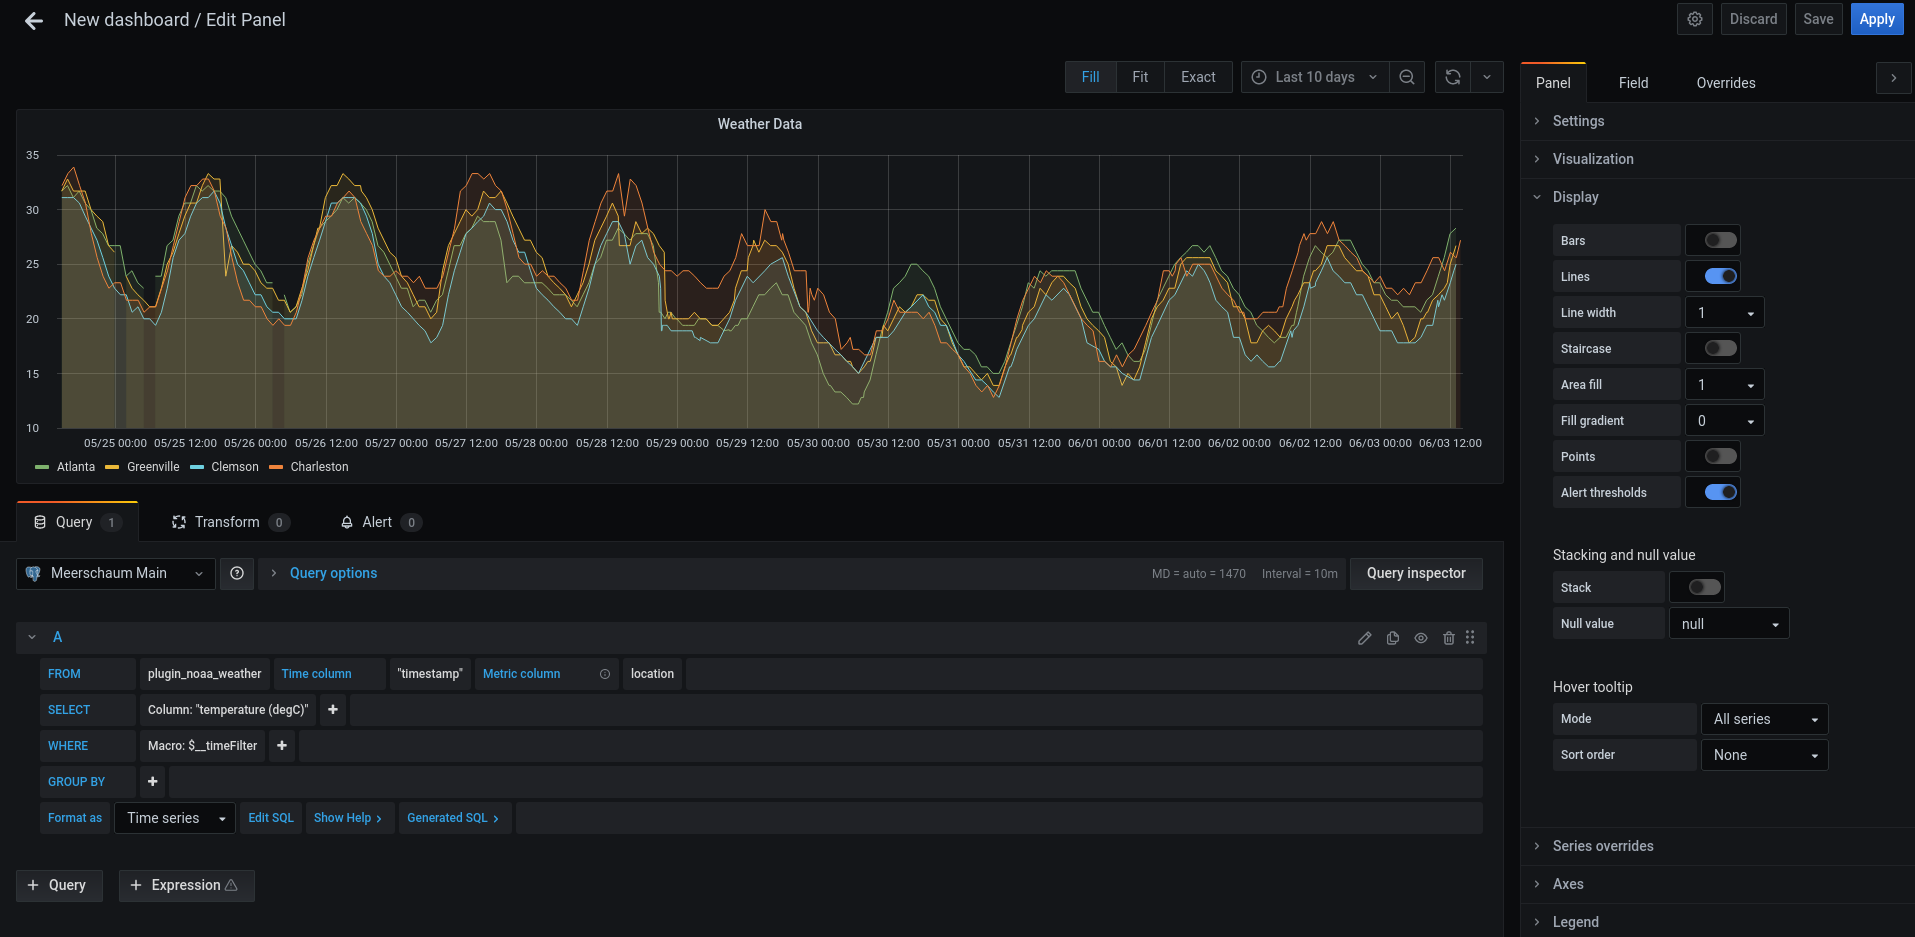 New dashboard / Edit Panel
Discard Save Apply
Fill Fit Exact Last 10 days
Panel Field Overrides
Weather Data
35
30
25
20
15
10
05/25 00:00 05/25 12:00 05/26 00:00 05/26 12:00 05/27 00:00 05/27 12:00 05/28 00:00 05/28 12:00 05/29 00:00 05/29 12:00 05/30 00:00 05/30 12:00 05/31 00:00 05/31 12:00 06/01 00:00 06/01 12:00 06/02 00:00 06/02 12:00 06/03 00:00 06/03 12:00
Atlanta Greenville Clemson Charleston
Query 1 Transform 0 Alert 0
Meerschaum Main Query options MD = auto = 1470 Interval = 10m Query inspector
A
FROM plugin_noaa_weather Time column "timestamp" Metric column location
SELECT Column: "temperature (degC)" +
WHERE Macro: $__timeFilter +
GROUP BY +
Format as Time series Edit SQL Show Help > Generated SQL >
+ Query + Expression
Settings
Visualization
Display
Bars
Lines
Line width 1
Staircase
Area fill 1
Fill gradient 0
Points
Alert thresholds
Stacking and null value
Stack
Null value null
Hover tooltip
Mode All series
Sort order None
Series overrides
Axes
Legend